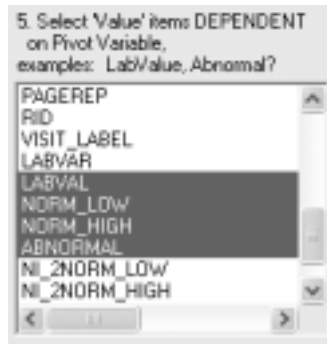 5. Select 'Value' items DEPENDENT
on Pivot Variable,
examples: LabValue, Abnormal?
PAGEREP
RID
VISIT_LABEL
LABVAR
LABVAL
NORM_LOW
NORM_HIGH
ABNORMAL
NI_2NORM_LOW
NI_2NORM_HIGH